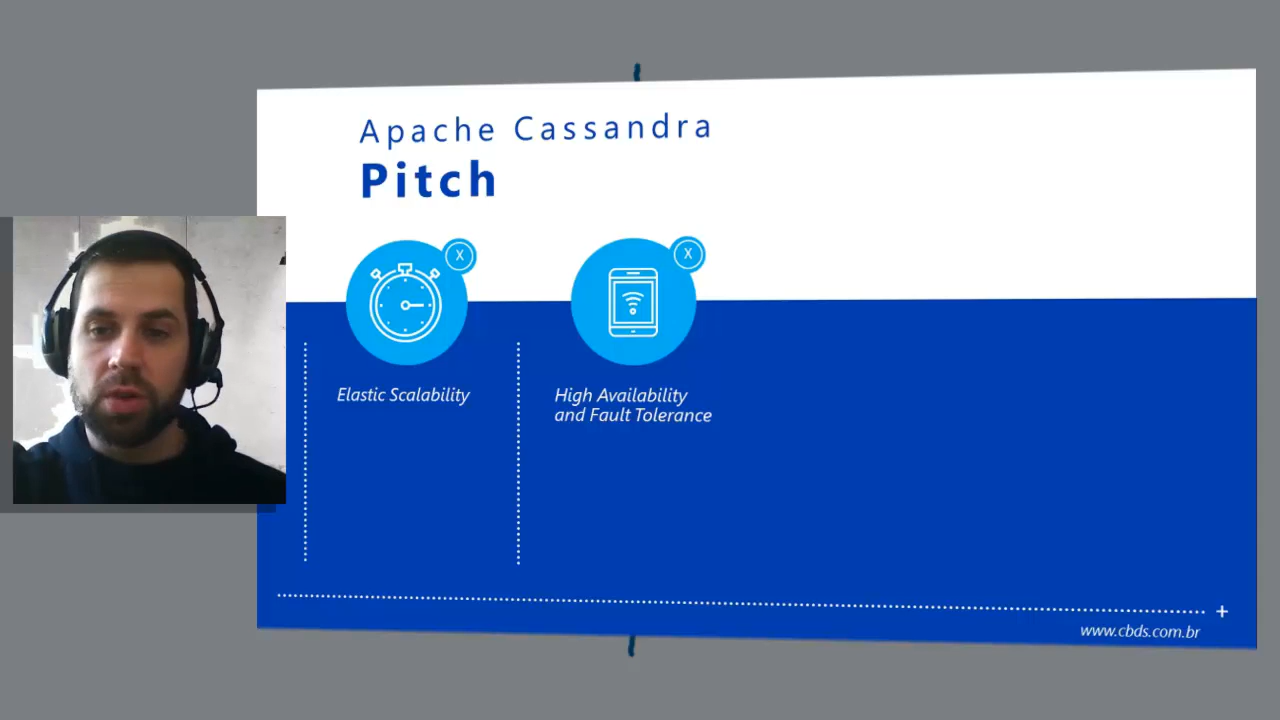 Apache Cassandra
Pitch
X
X
Elastic Scalability
High Availability
and Fault Tolerance
+
www.cbds.com.br